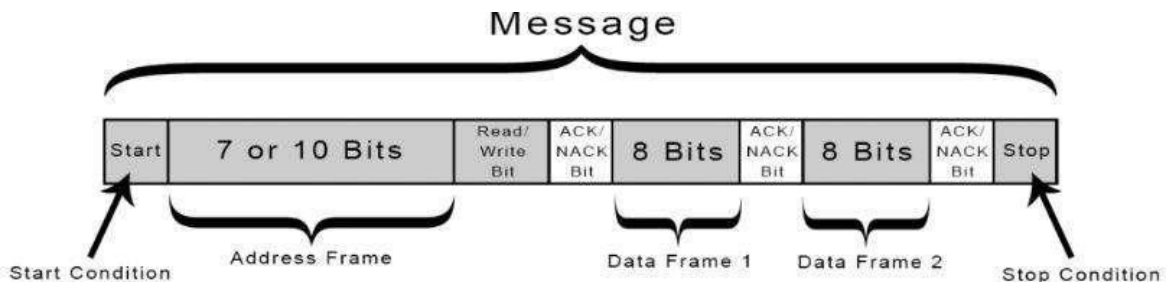 Message
Start
7 or 10 Bits
Read/
Write
Bit
ACK/
NACK
Bit
8 Bits
ACK/
NACK
Bit
8 Bits
ACK/
NACK
Bit
Stop
Start Condition
Address Frame
Data Frame 1
Data Frame 2
Stop Condition